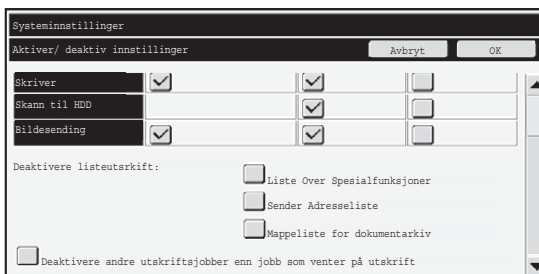 Systeminnstillinger
Aktiver/ deaktiv innstillinger Avbryt OK
Skriver
Skann til HDD
Bildesending
Deaktivere listeutskrift:
Liste Over Spesialfunksjoner
Sender Adresseliste
Mappeliste for dokumentarkiv
Deaktivere andre utskriftsjobber enn jobb som venter på utskrift